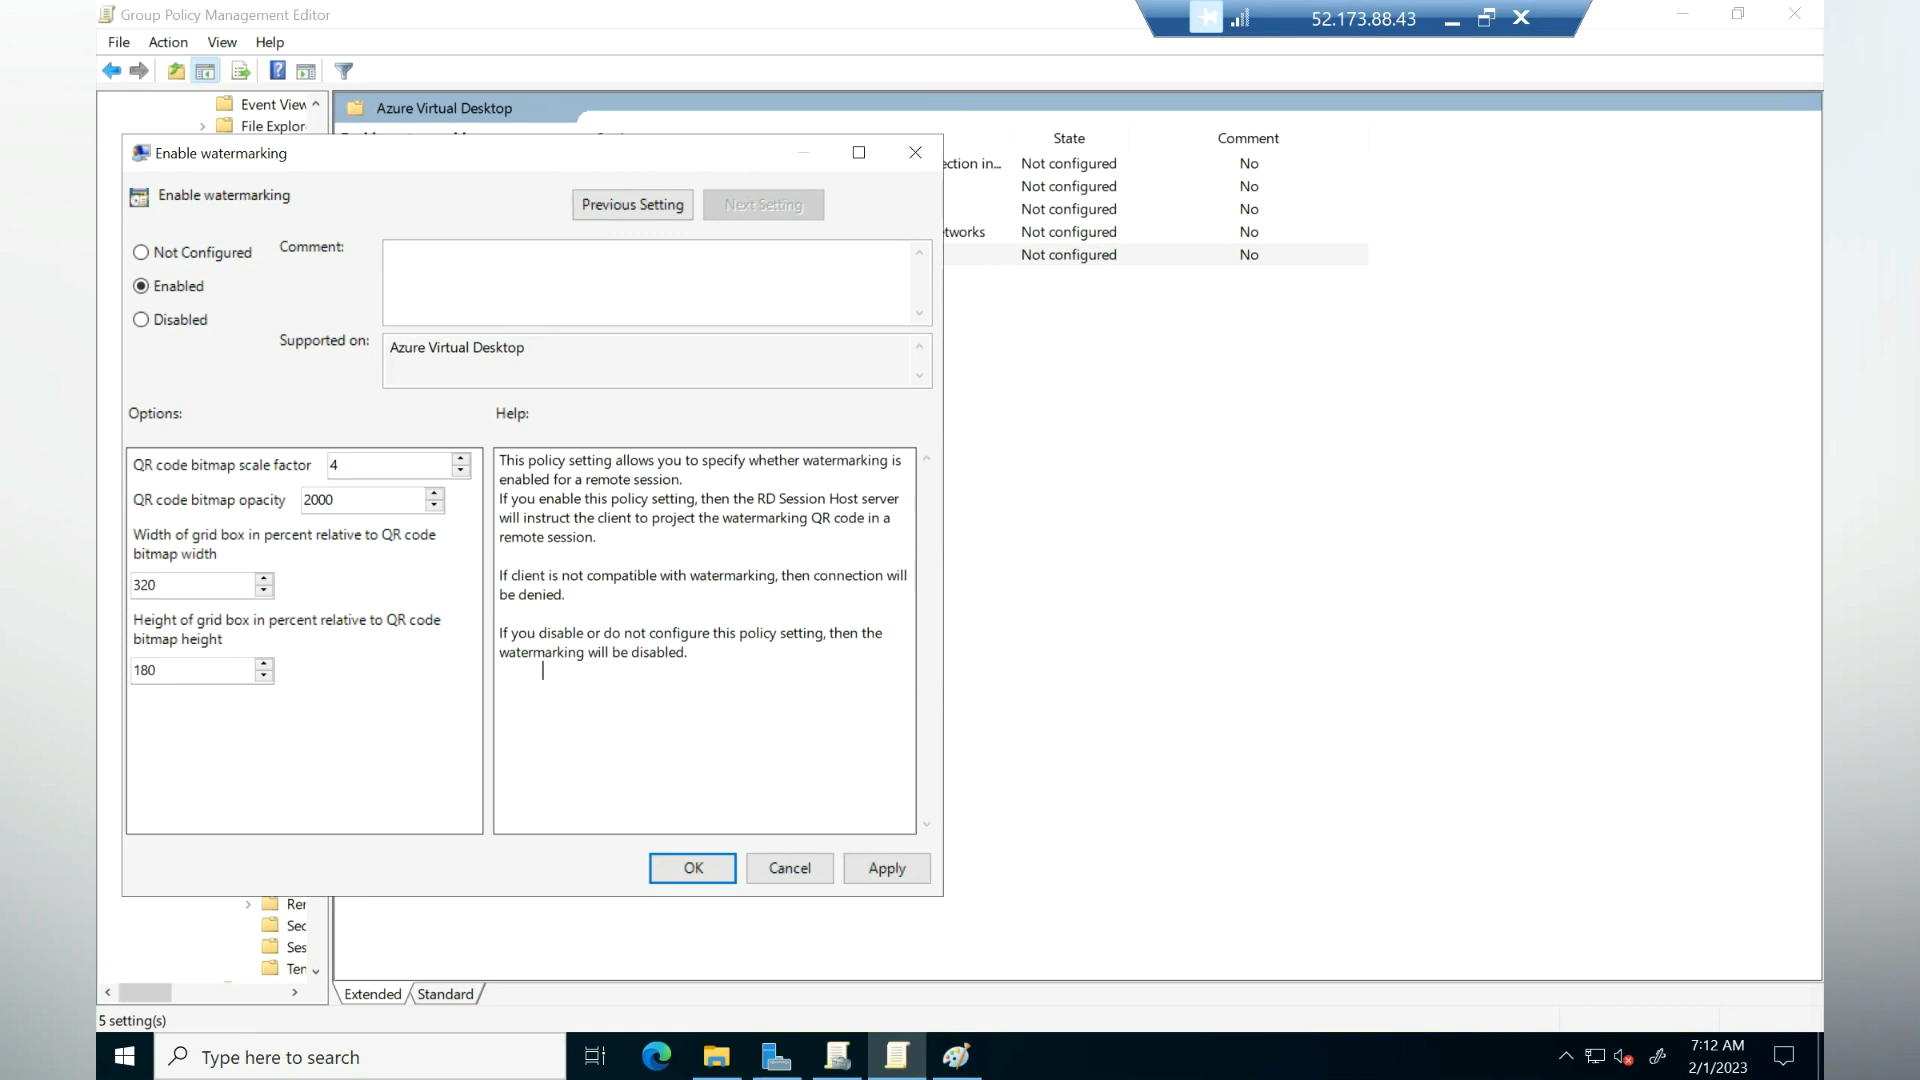 Group Policy Management Editor
52.173.88.43
File Action View Help
Event View
File Explor
Azure Virtual Desktop
State Comment
Enable watermarking
ection in... Not configured No
Not configured No
Not configured No
tworks Not configured No
Not configured No
Enable watermarking
Previous Setting Next Setting
Not Configured
Enabled
Disabled
Comment:
Supported on:
Azure Virtual Desktop
Options: Help:
QR code bitmap scale factor 4
QR code bitmap opacity 2000
Width of grid box in percent relative to QR code
bitmap width
320
Height of grid box in percent relative to QR code
bitmap height
180
This policy setting allows you to specify whether watermarking is
enabled for a remote session.
If you enable this policy setting, then the RD Session Host server
will instruct the client to project the watermarking QR code in a
remote session.
If client is not compatible with watermarking, then connection will
be denied.
If you disable or do not configure this policy setting, then the
watermarking will be disabled.
OK Cancel Apply
Rer
Sec
Ses
Ten
Extended Standard
5 setting(s)
Type here to search
7:12 AM
2/1/2023